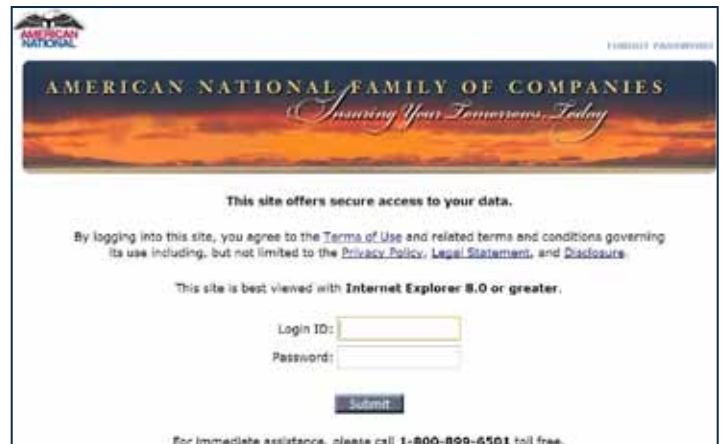 AMERICAN
NATIONAL
FORGOT PASSWORD?
AMERICAN NATIONAL FAMILY OF COMPANIES
Insuring Your Tomorrows. Today
This site offers secure access to your data.
By logging into this site, you agree to the Terms of Use and related terms and conditions governing
its use including, but not limited to the Privacy Policy, Legal Statement, and Disclosure.
This site is best viewed with Internet Explorer 8.0 or greater.
Login ID:
Password:
Submit
For immediate assistance, please call 1-800-899-6501 toll free.